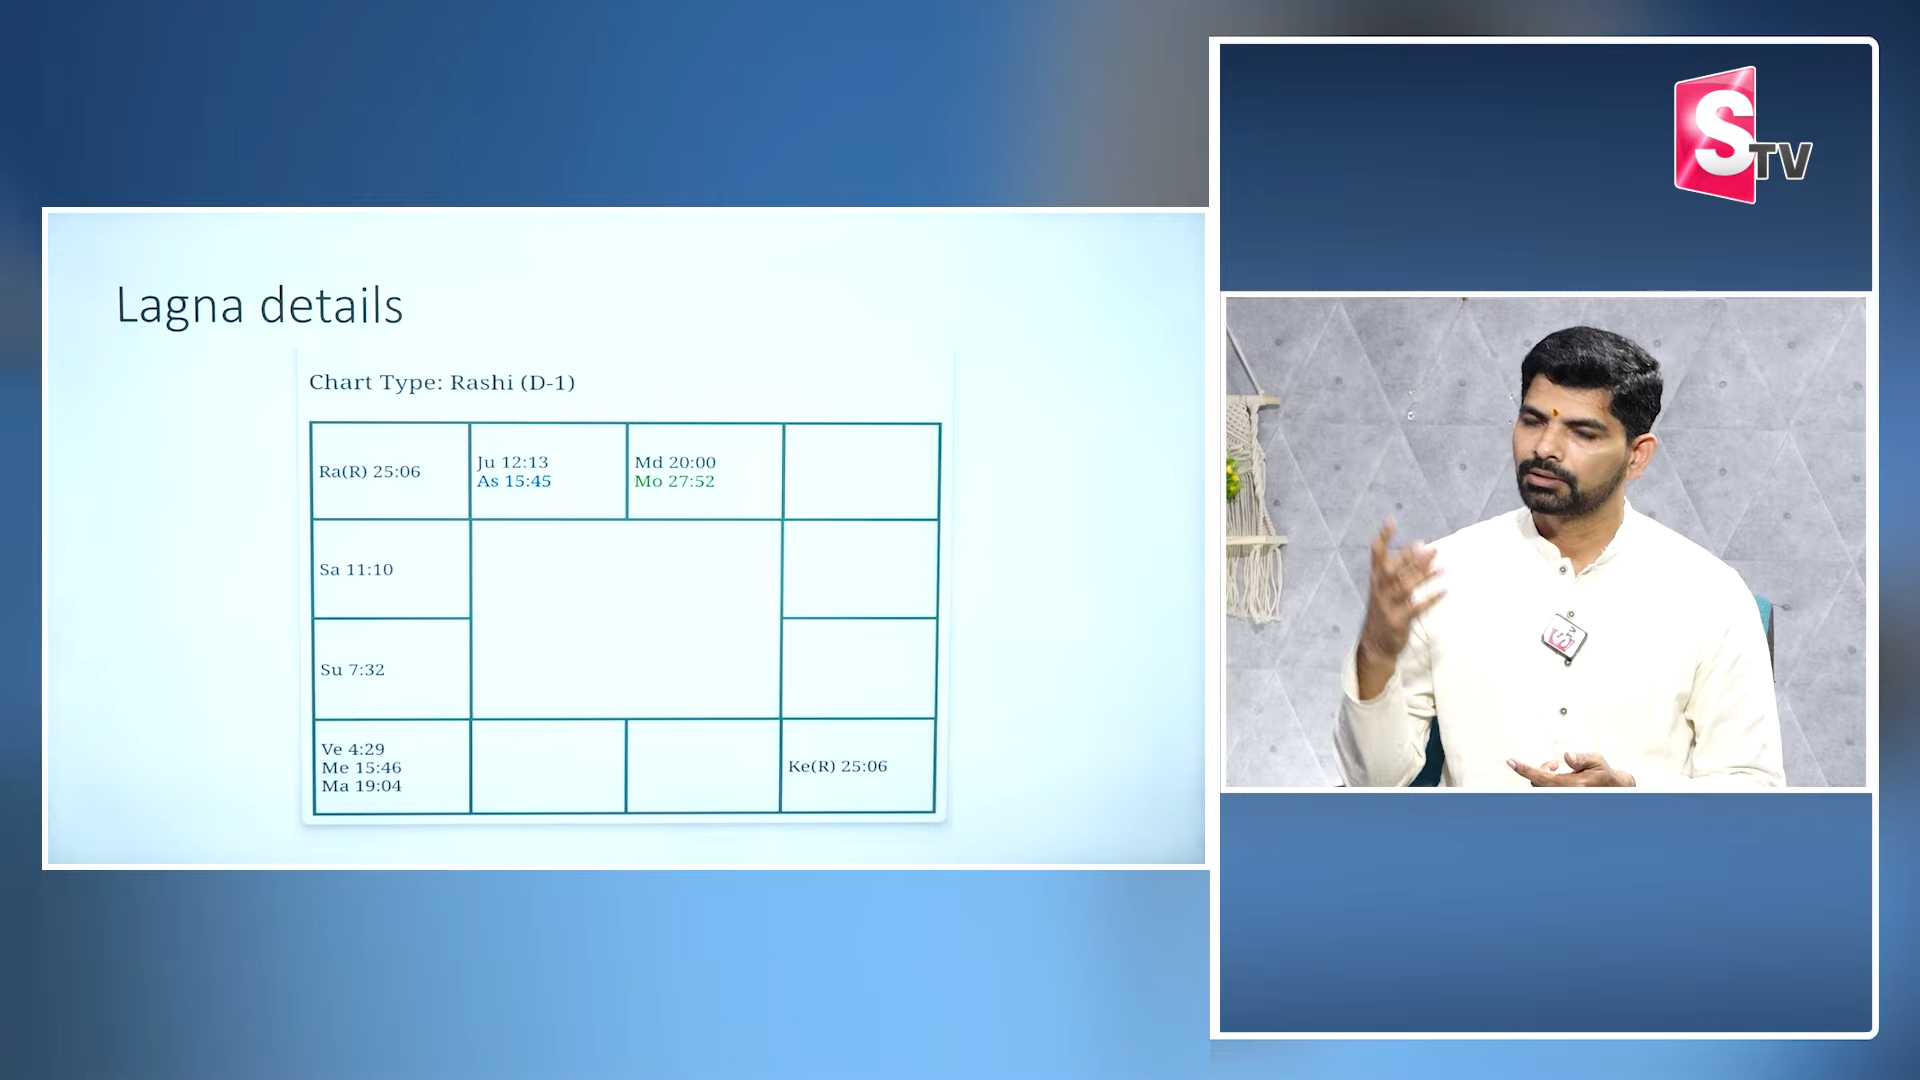 STV
Lagna details
Chart Type: Rashi (D-1)
Ra(R) 25:06
Ju 12:13
As 15:45
Md 20:00
Mo 27:52
Sa 11:10
Su 7:32
Ve 4:29
Me 15:46
Ma 19:04
Ke(R) 25:06